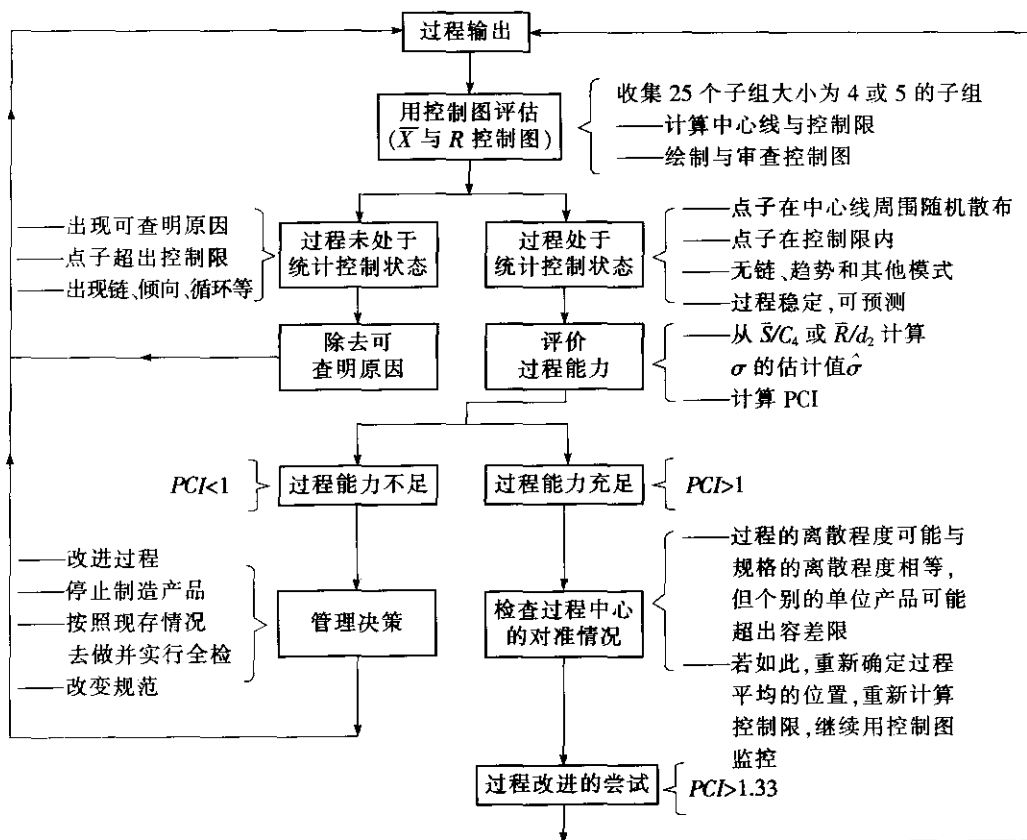 过程输出
用控制图评估
(X̄ 与 R 控制图)
收集 25 个子组大小为 4 或 5 的子组
——计算中心线与控制限
——绘制与审查控制图
——出现可查明原因
——点子超出控制限
——出现链、倾向、循环等
过程未处于
统计控制状态
过程处于
统计控制状态
——点子在中心线周围随机散布
——点子在控制限内
——无链、趋势和其他模式
——过程稳定,可预测
除去可
查明原因
评价
过程能力
——从 S̄/C₄ 或 R̄/d₂ 计算
σ 的估计值σ̂
——计算 PCI
PCI<1
过程能力不足
过程能力充足
PCI>1
——改进过程
——停止制造产品
——按照现存情况
去做并实行全检
——改变规范
管理决策
检查过程中心
的对准情况
——过程的离散程度可能与
规格的离散程度相等,
但个别的单位产品可能
超出容差限
——若如此,重新确定过程
平均的位置,重新计算
控制限,继续用控制图
监控
过程改进的尝试
PCI>1.33